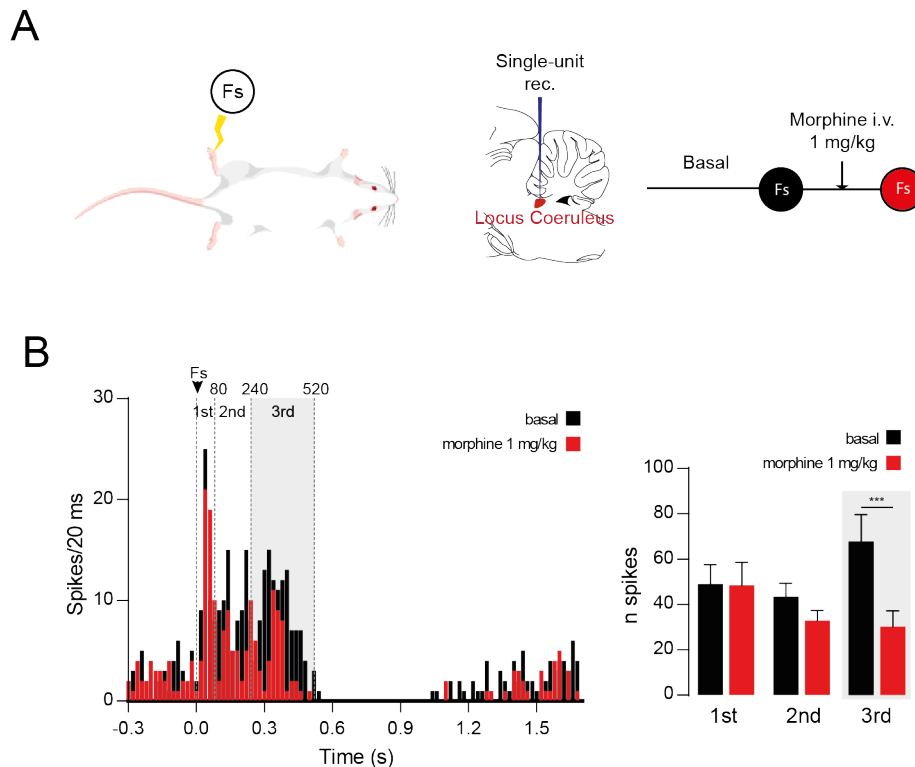 A
Fs
Single-unit
rec.
Locus Coeruleus
Basal
Morphine i.v.
1 mg/kg
Fs
Fs
B
Fs
80 240 520
1st 2nd 3rd
basal
morphine 1 mg/kg
Spikes/20 ms
30
20
10
0
-0.3 0.0 0.3 0.6 0.9 1.2 1.5
Time (s)
basal
morphine 1 mg/kg
***
n spikes
100
80
60
40
20
0
1st 2nd 3rd